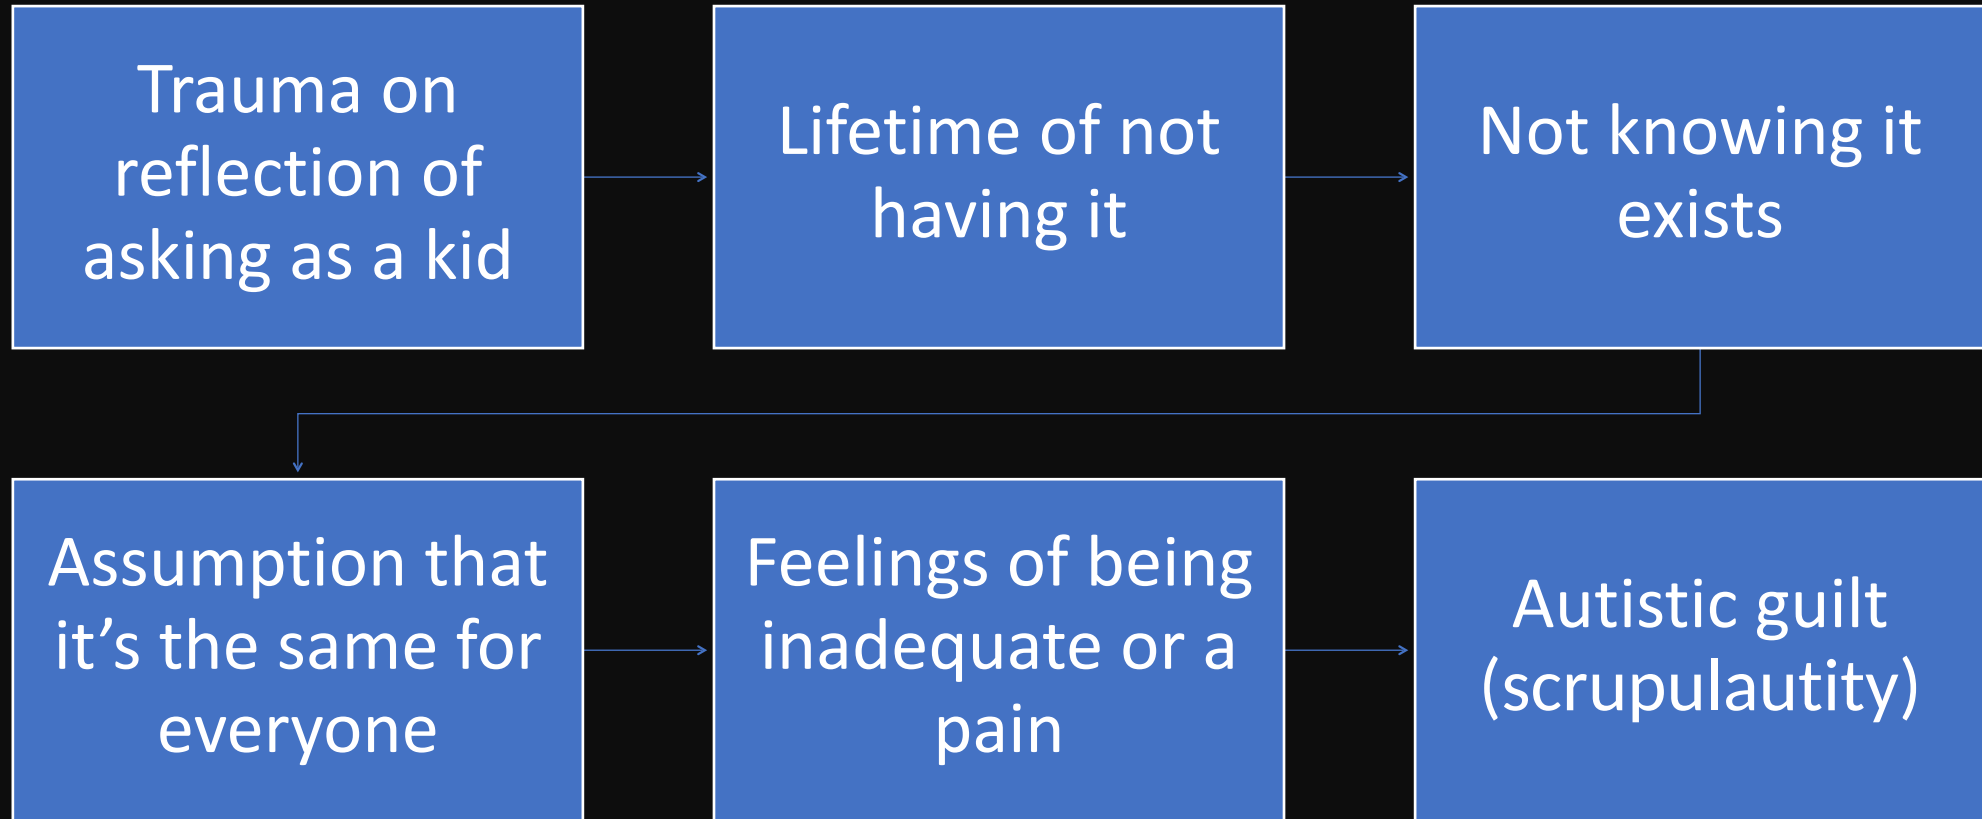 Trauma on
reflection of
asking as a kid
Lifetime of not
having it
Not knowing it
exists
Assumption that
it’s the same for
everyone
Feelings of being
inadequate or a
pain
Autistic guilt
(scrupulautity)